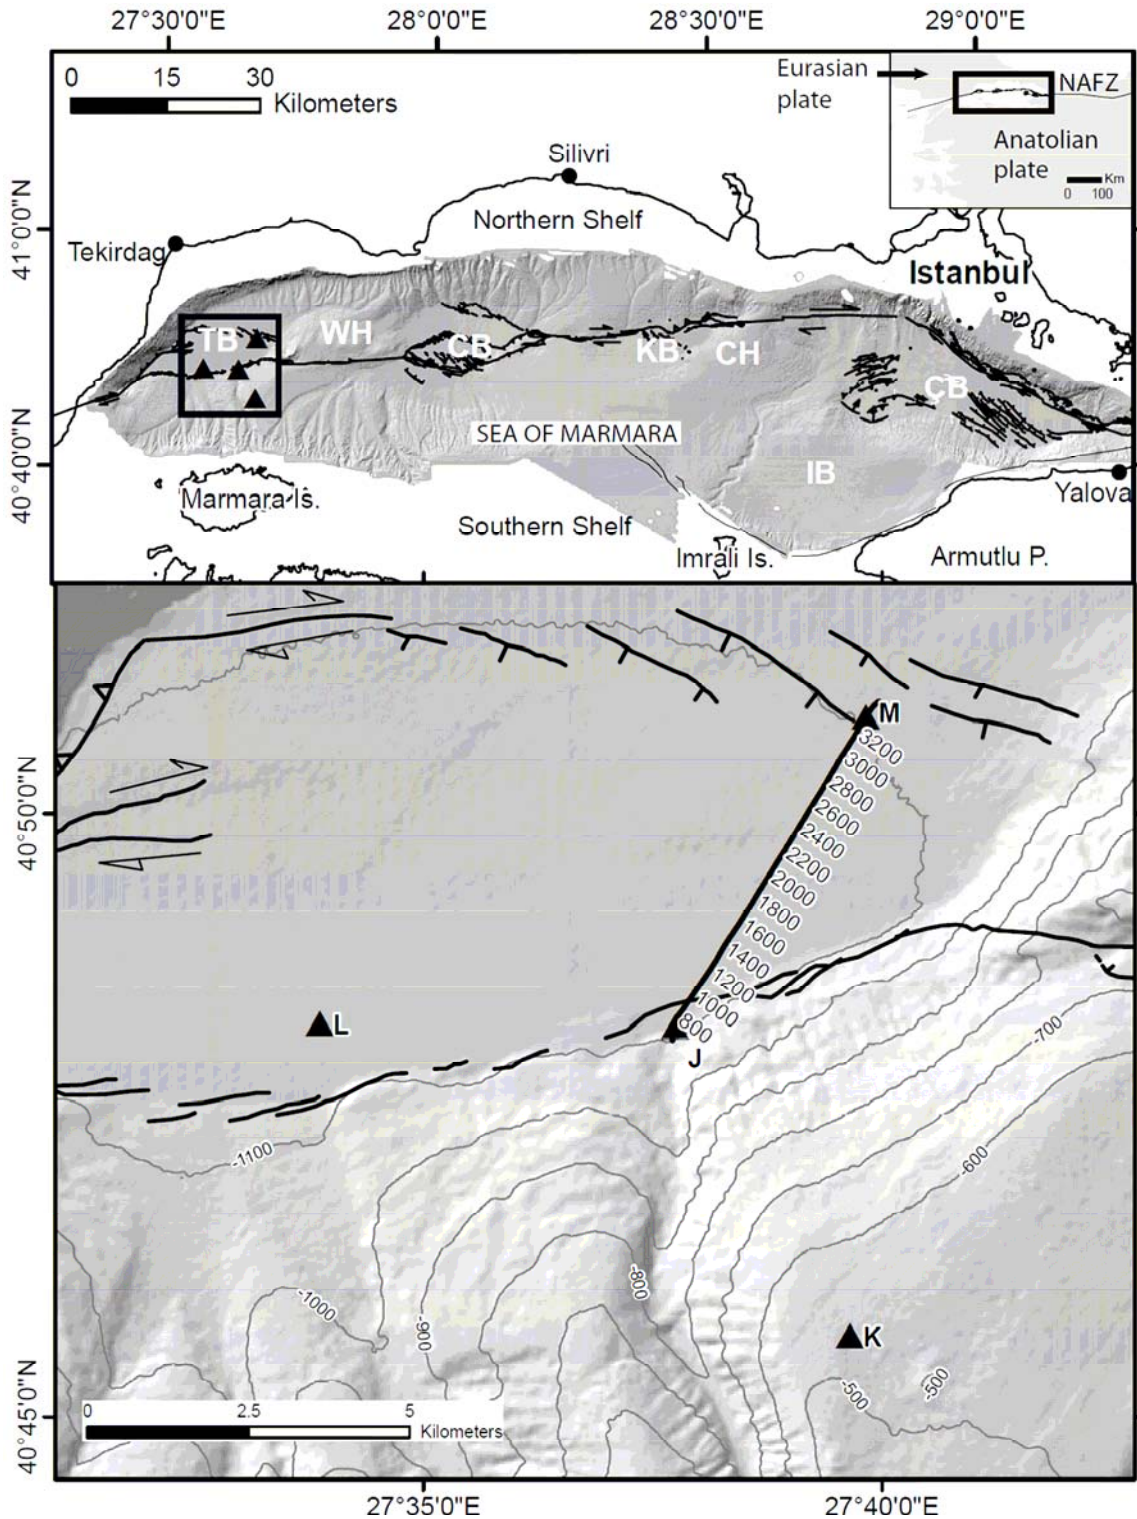 27°30'0"E
28°00'0"E
28°30'0"E
29°0'0"E
0 15 30
Kilometers
Eurasian
plate
NAFZ
Anatolian
plate
Km
0 100
Silivri
Northern Shelf
Tekirdag
Istanbul
41°0'0"N
TB
WH
CB
KB
CH
ÇB
SEA OF MARMARA
IB
40°40'0"N
Marmara Is.
Southern Shelf
Imrali Is.
Armutlu P.
Yalova
M
3200
3000
2800
2600
2400
2200
2000
1800
1600
1400
1200
1000
800
40°50'0"N
L
J
-700
-1100
-600
-1000
-900
-800
K
-500
-500
40°45'0"N
0 2.5 5
Kilometers
27°35'0"E
27°40'0"E